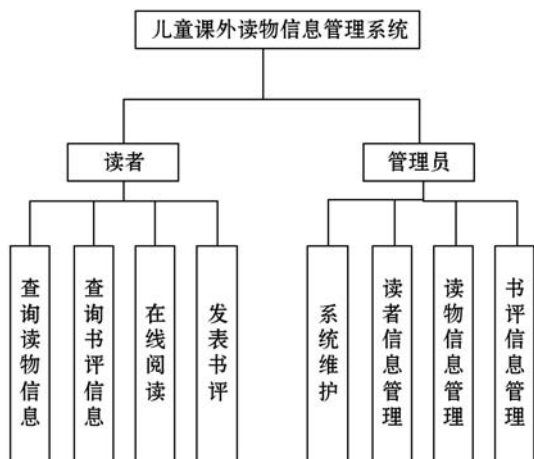 儿童课外读物信息管理系统
读者
管理员
查询读物信息
查询书评信息
在线阅读
发表书评
系统维护
读者信息管理
读物信息管理
书评信息管理